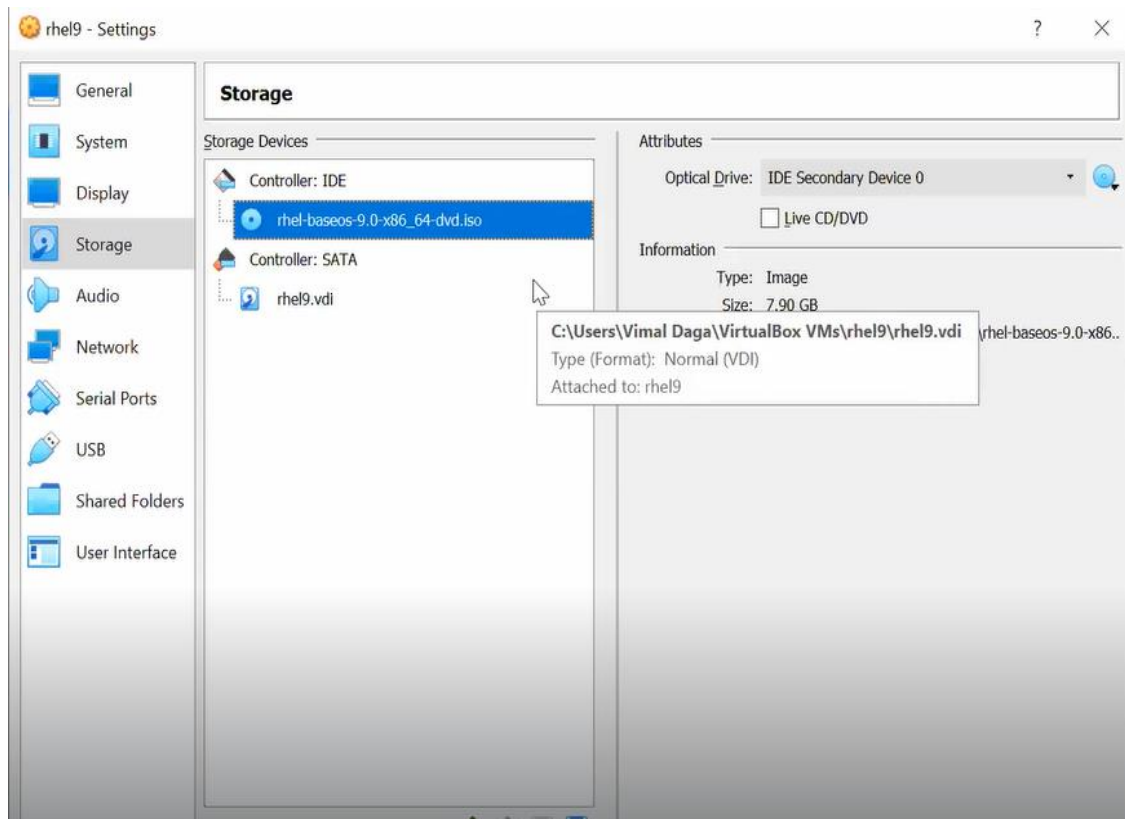 rhel9 - Settings
?
General
System
Display
Storage
Audio
Network
Serial Ports
USB
Shared Folders
User Interface
Storage
Storage Devices
Controller: IDE
rhel-baseos-9.0-x86_64-dvd.iso
Controller: SATA
rhel9.vdi
Attributes
Optical Drive: IDE Secondary Device 0
Live CD/DVD
Information
Type: Image
Size: 7.90 GB
\rhel-baseos-9.0-x86..
C:\Users\Vimal Daga\VirtualBox VMs\rhel9\rhel9.vdi
Type (Format): Normal (VDI)
Attached to: rhel9